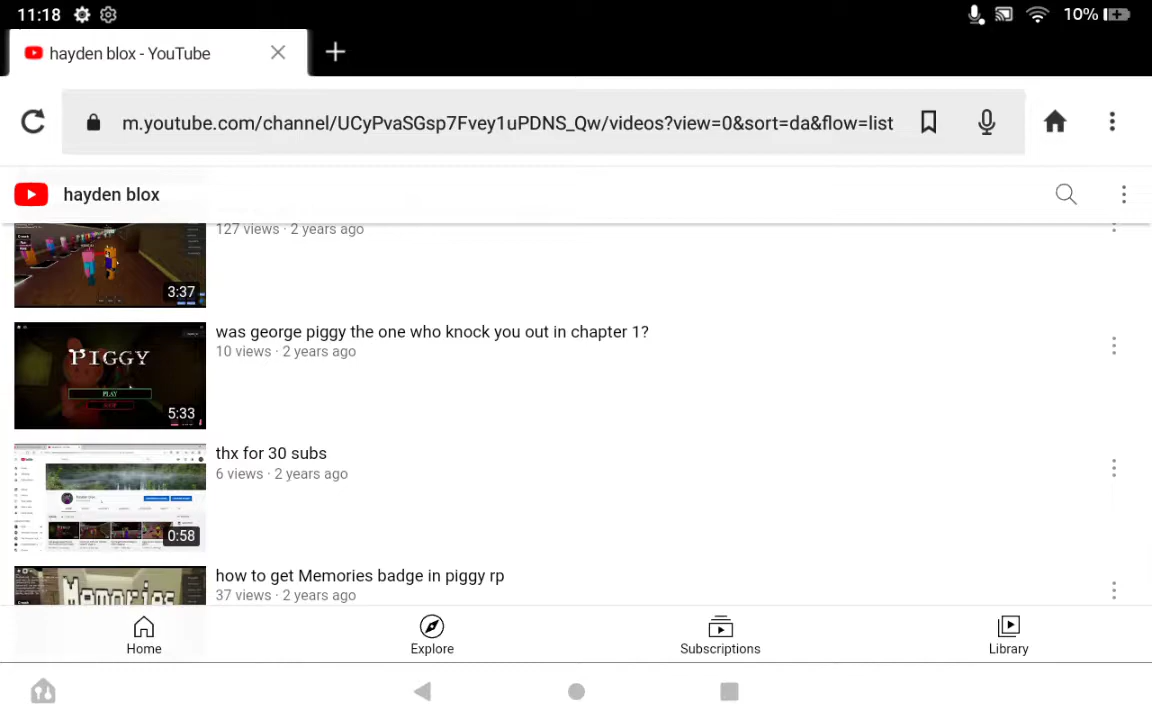 11:18
10%
hayden blox - YouTube
m.youtube.com/channel/UCyPvaSGsp7Fvey1uPDNS_Qw/videos?view=0&sort=da&flow=list
hayden blox
127 views · 2 years ago
3:37
was george piggy the one who knock you out in chapter 1?
10 views · 2 years ago
PIGGY
PLAY
5:33
thx for 30 subs
6 views · 2 years ago
0:58
how to get Memories badge in piggy rp
37 views · 2 years ago
Memories
Home
Explore
Subscriptions
Library